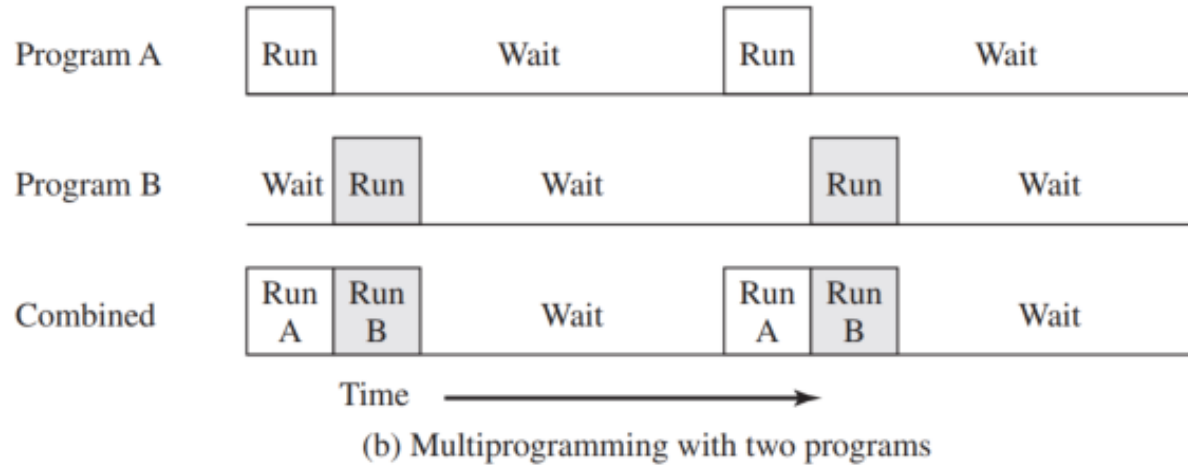 Program A Run Wait Run Wait
Program B Wait Run Wait Run Wait
Combined Run A Run B Wait Run A Run B Wait
Time
(b) Multiprogramming with two programs